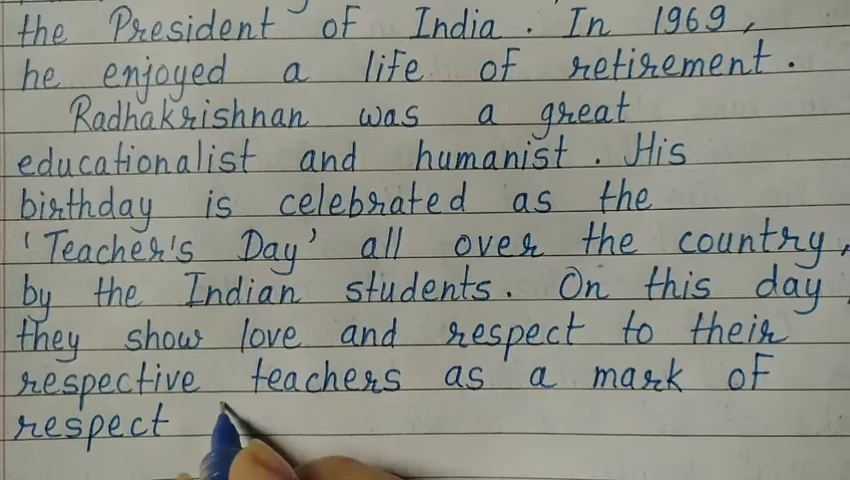 the President of India. In 1969,
he enjoyed a life of retirement.
Radhakrishnan was a great
educationalist and humanist. His
birthday is celebrated as the
'Teacher's Day' all over the country,
by the Indian students. On this day,
they show love and respect to their
respective teachers as a mark of
respect